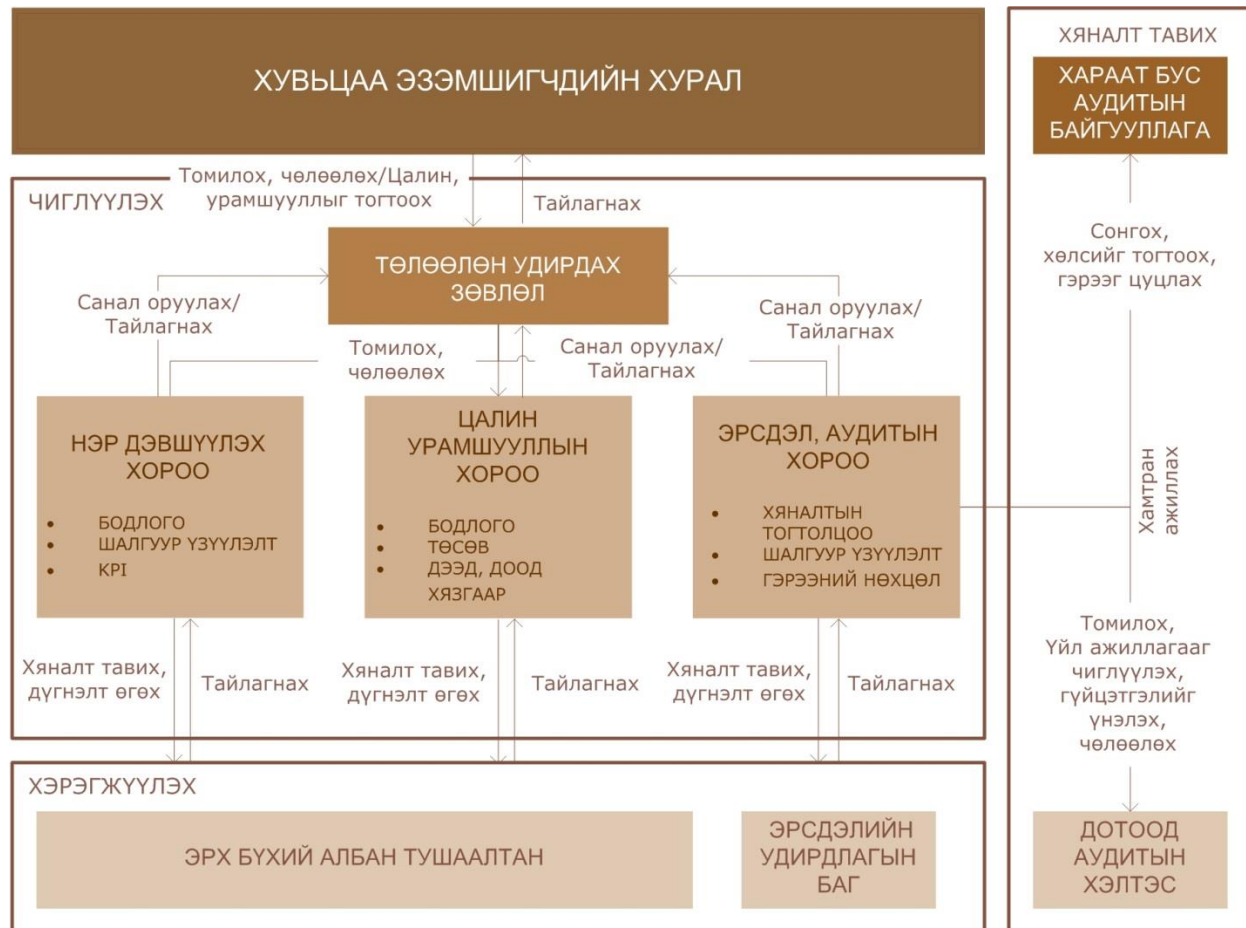 ХУВЬЦАА ЭЗЭМШИГЧДИЙН ХУРАЛ
Томилох, чөлөөлөх/Цалин,
урамшууллыг тогтоох
Тайлагнах
ЧИГЛҮҮЛЭХ
ТӨЛӨӨЛӨН УДИРДАХ
ЗӨВЛӨЛ
Санал оруулах/
Тайлагнах
Томилох,
чөлөөлөх
Санал оруулах/
Тайлагнах
Санал оруулах/
Тайлагнах
НЭР ДЭВШҮҮЛЭХ
ХОРОО
• БОДЛОГО
• ШАЛГУУР ҮЗҮҮЛЭЛТ
• KPI
ЦАЛИН
УРАМШУУЛЛЫН
ХОРОО
• БОДЛОГО
• ТӨСӨВ
• ДЭЭД, ДООД
ХЯЗГААР
ЭРСДЭЛ, АУДИТЫН
ХОРОО
• ХЯНАЛТЫН
ТОГТОЛЦОО
• ШАЛГУУР ҮЗҮҮЛЭЛТ
• ГЭРЭЭНИЙ НӨХЦӨЛ
Хяналт тавих,
дүгнэлт өгөх
Тайлагнах
Хяналт тавих,
дүгнэлт өгөх
Тайлагнах
Хяналт тавих,
дүгнэлт өгөх
Тайлагнах
ХЭРЭГЖҮҮЛЭХ
ЭРХ БҮХИЙ АЛБАН ТУШААЛТАН
ЭРСДЭЛИЙН
УДИРДЛАГЫН
БАГ
ХЯНАЛТ ТАВИХ
ХАРААТ БУС
АУДИТЫН
БАЙГУУЛЛАГА
Сонгох,
хөлсийг тогтоох,
гэрээг цуцлах
Хамтран
ажиллах
Томилох,
Үйл ажиллагааг
чиглүүлэх,
гүйцэтгэлийг
үнэлэх,
чөлөөлөх
ДОТООД
АУДИТЫН
ХЭЛТЭС